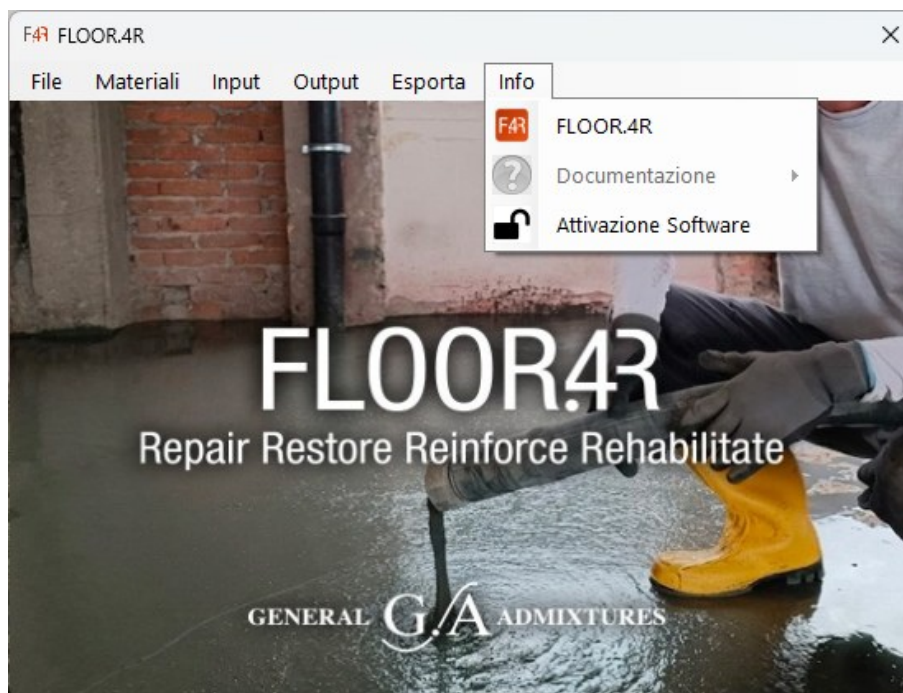 F4R FLOOR.4R
File Materiali Input Output Esporta Info
F4R FLOOR.4R
Documentazione
Attivazione Software
FLOOR.4R
Repair Restore Reinforce Rehabilitate
GENERAL G.A ADMIXTURES